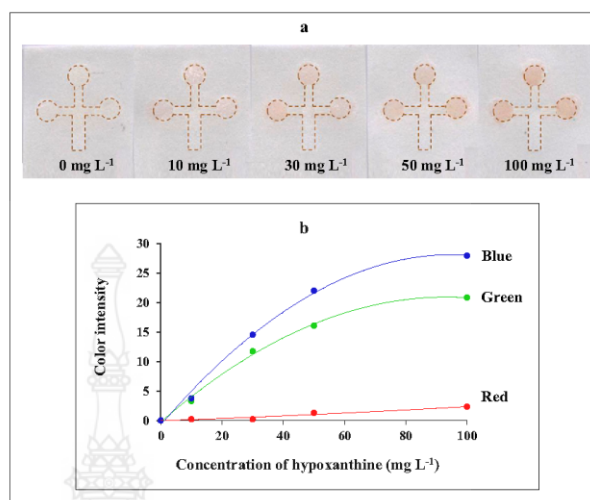 a
0 mg L⁻¹ 10 mg L⁻¹ 30 mg L⁻¹ 50 mg L⁻¹ 100 mg L⁻¹
b
30
25
20
15
10
5
0
Color intensity
Blue
Green
Red
0 20 40 60 80 100
Concentration of hypoxanthine (mg L⁻¹)